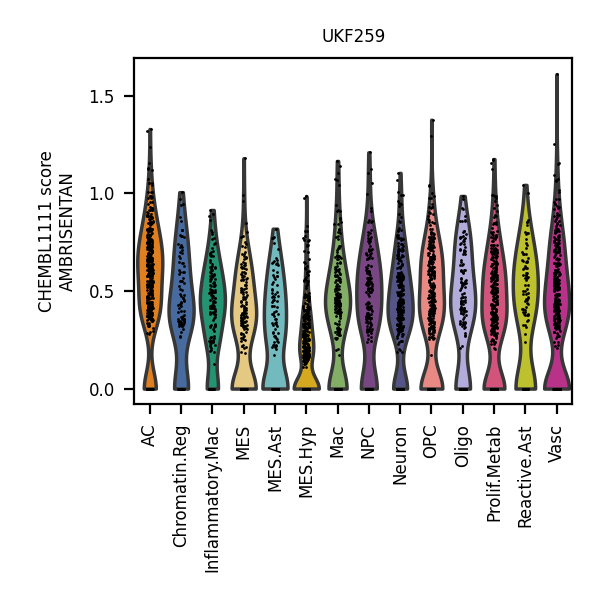 UKF259
CHEMBL1111 score
AMBRISENTAN
1.5
1.0
0.5
0.0
AC
Chromatin.Reg
Inflammatory.Mac
MES
MES.Ast
MES.Hyp
Mac
NPC
Neuron
OPC
Oligo
Prolif.Metab
Reactive.Ast
Vasc